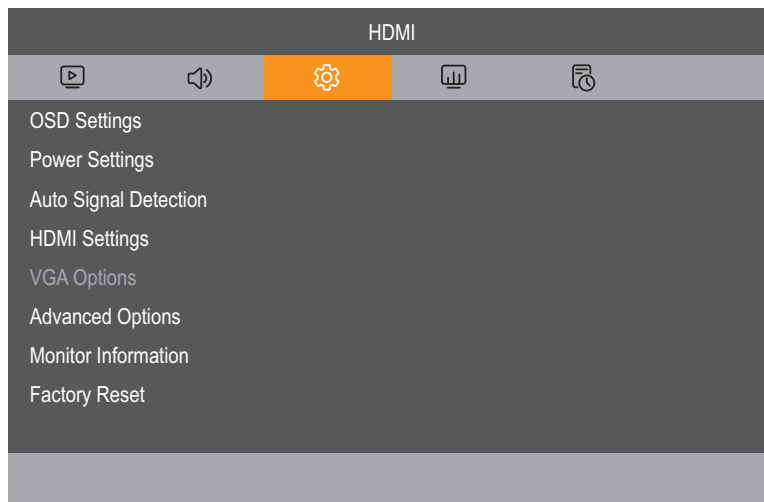 HDMI
OSD Settings
Power Settings
Auto Signal Detection
HDMI Settings
VGA Options
Advanced Options
Monitor Information
Factory Reset